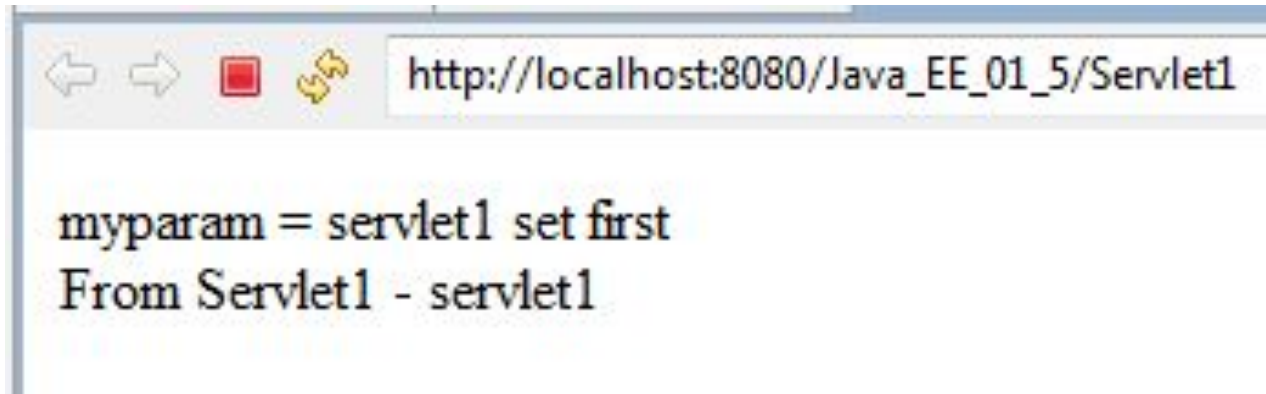 http://localhost:8080/Java_EE_01_5/Servlet1
myparam = servlet1 set first
From Servlet1 - servlet1